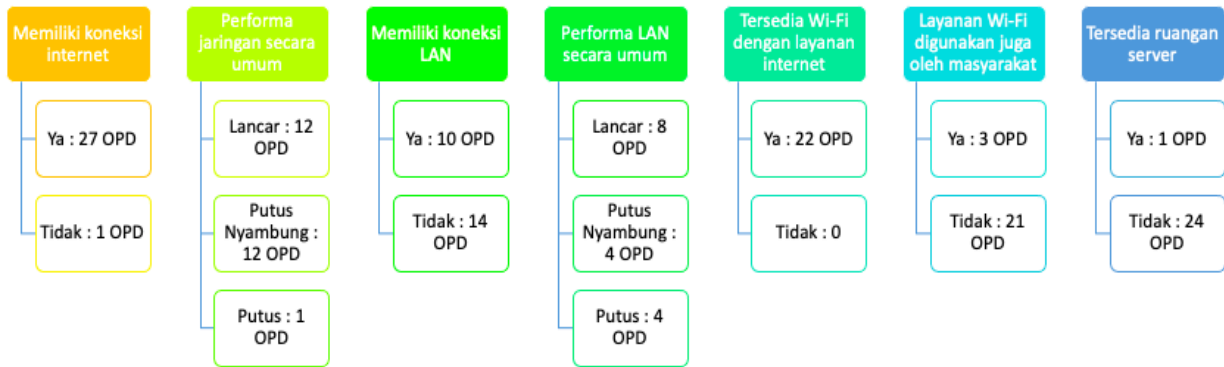 Memiliki koneksi
internet
Ya : 27 OPD
Tidak : 1 OPD
Performa
jaringan secara
umum
Lancar : 12
OPD
Putus
Nyambung :
12 OPD
Putus : 1
OPD
Memiliki koneksi
LAN
Ya : 10 OPD
Tidak : 14
OPD
Performa LAN
secara umum
Lancar : 8
OPD
Putus
Nyambung :
4 OPD
Putus : 4
OPD
Tersedia Wi-Fi
dengan layanan
internet
Ya : 22 OPD
Tidak : 0
Layanan Wi-Fi
digunakan juga
oleh masyarakat
Ya : 3 OPD
Tidak : 21
OPD
Tersedia ruangan
server
Ya : 1 OPD
Tidak : 24
OPD